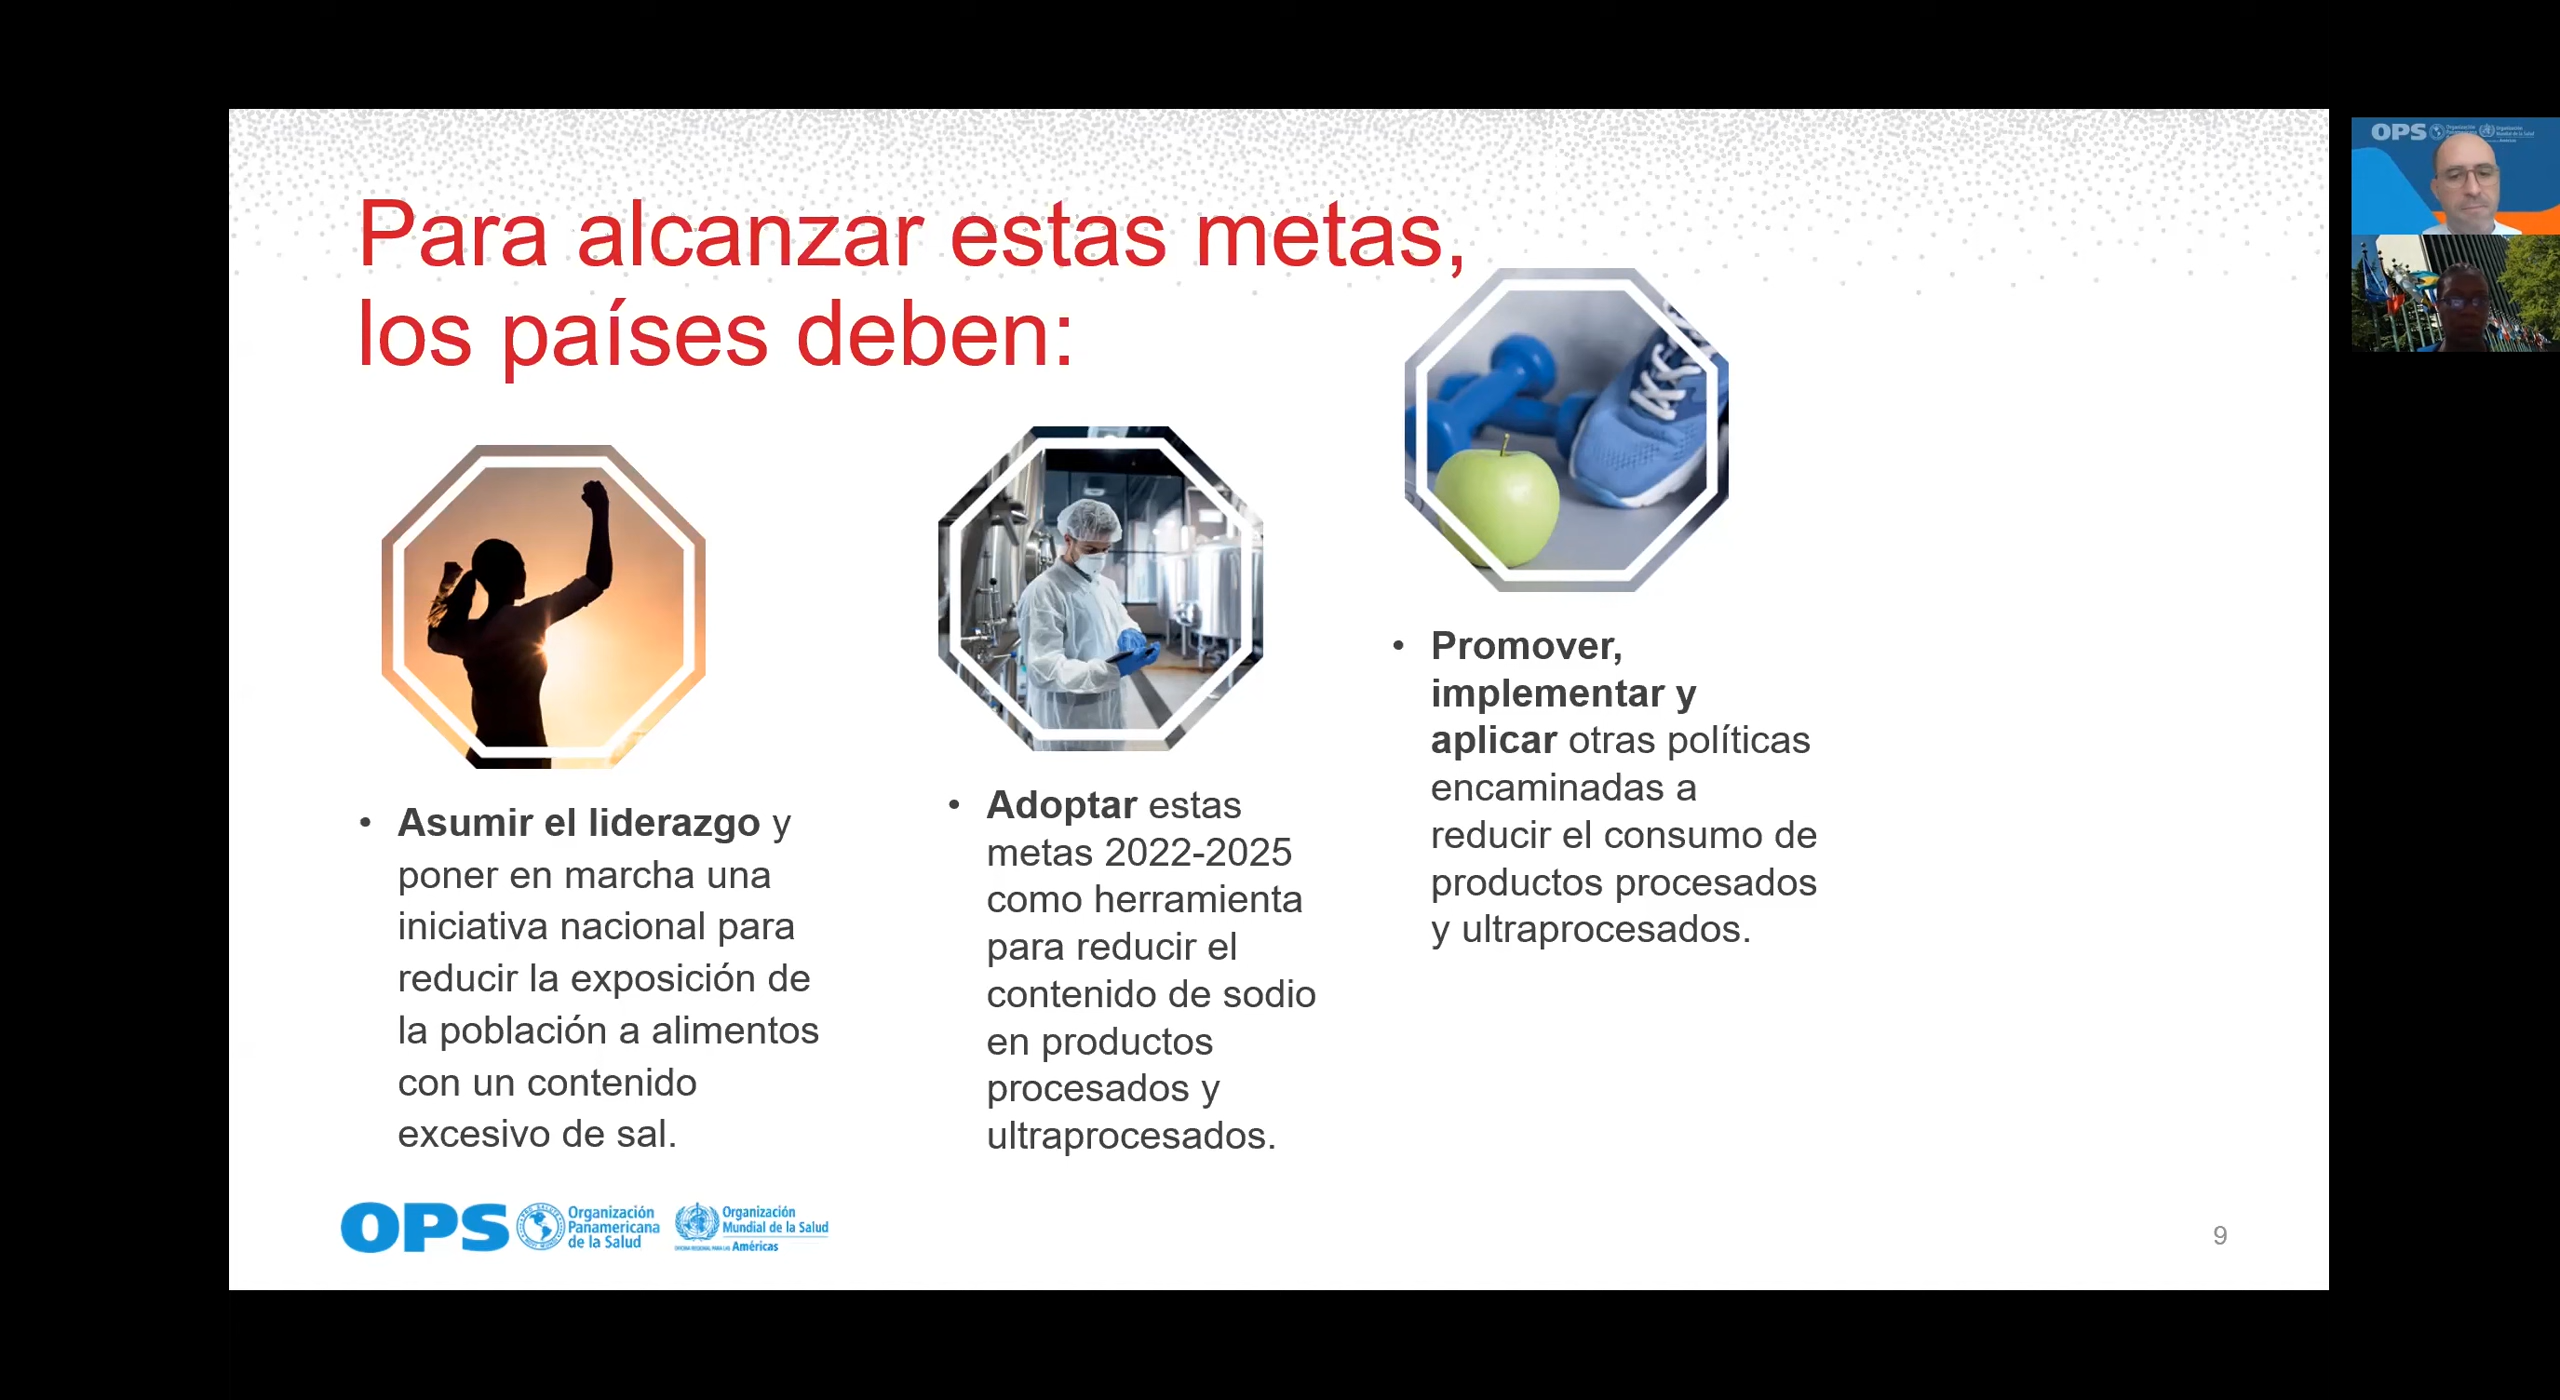 Para alcanzar estas metas,
los países deben:
• Asumir el liderazgo y
poner en marcha una
iniciativa nacional para
reducir la exposición de
la población a alimentos
con un contenido
excesivo de sal.
• Adoptar estas
metas 2022-2025
como herramienta
para reducir el
contenido de sodio
en productos
procesados y
ultraprocesados.
• Promover,
implementar y
aplicar otras políticas
encaminadas a
reducir el consumo de
productos procesados
y ultraprocesados.
OPS
Organización
Panamericana
de la Salud
Organización
Mundial de la Salud
OFICINA REGIONAL PARA LAS Américas
9
OPS